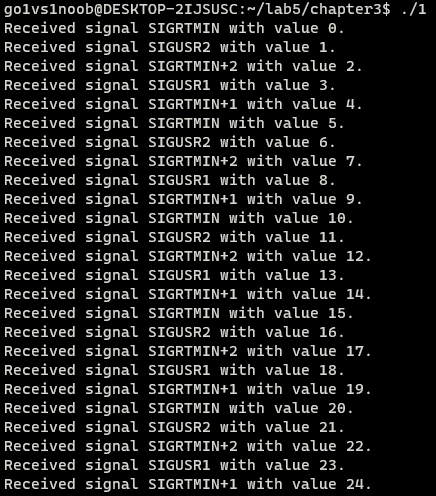 go1vs1noob@DESKTOP-2IJSUSC:~/lab5/chapter3$ ./1
Received signal SIGRTMIN with value 0.
Received signal SIGUSR2 with value 1.
Received signal SIGRTMIN+2 with value 2.
Received signal SIGUSR1 with value 3.
Received signal SIGRTMIN+1 with value 4.
Received signal SIGRTMIN with value 5.
Received signal SIGUSR2 with value 6.
Received signal SIGRTMIN+2 with value 7.
Received signal SIGUSR1 with value 8.
Received signal SIGRTMIN+1 with value 9.
Received signal SIGRTMIN with value 10.
Received signal SIGUSR2 with value 11.
Received signal SIGRTMIN+2 with value 12.
Received signal SIGUSR1 with value 13.
Received signal SIGRTMIN+1 with value 14.
Received signal SIGRTMIN with value 15.
Received signal SIGUSR2 with value 16.
Received signal SIGRTMIN+2 with value 17.
Received signal SIGUSR1 with value 18.
Received signal SIGRTMIN+1 with value 19.
Received signal SIGRTMIN with value 20.
Received signal SIGUSR2 with value 21.
Received signal SIGRTMIN+2 with value 22.
Received signal SIGUSR1 with value 23.
Received signal SIGRTMIN+1 with value 24.